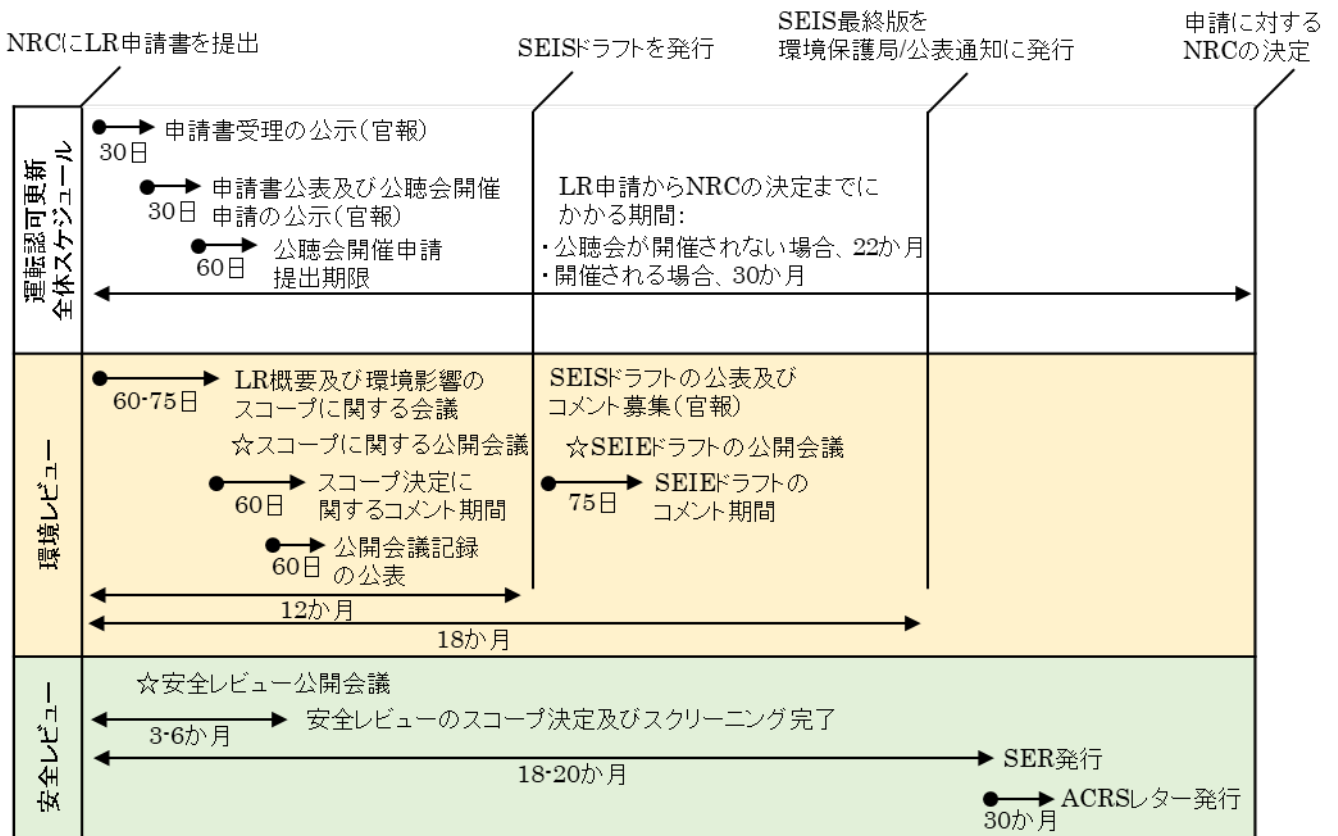 NRCにLR申請書を提出
SEISドラフトを発行
SEIS最終版を
環境保護局/公表通知に発行
申請に対する
NRCの決定
運転認可更新
全体スケジュール
申請書受理の公示(官報)
30日
申請書公表及び公聴会開催
申請の公示(官報)
30日
公聴会開催申請
提出期限
60日
LR申請からNRCの決定までに
かかる期間:
・公聴会が開催されない場合、22か月
・開催される場合、30か月
環境レビュー
60-75日
LR概要及び環境影響の
スコープに関する会議
☆スコープに関する公開会議
60日
スコープ決定に
関するコメント期間
60日
公開会議記録
の公表
12か月
18か月
SEISドラフトの公表及び
コメント募集(官報)
☆SEIEドラフトの公開会議
75日
SEIEドラフトの
コメント期間
安全レビュー
☆安全レビュー公開会議
3-6か月
安全レビューのスコープ決定及びスクリーニング完了
18-20か月
SER発行
ACRSレター発行
30か月